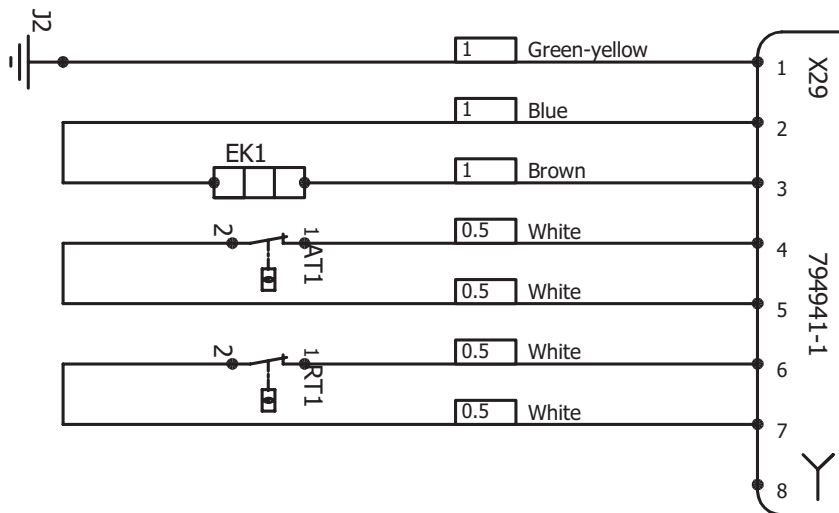 J2
1 Green-yellow 1
X29
1 Blue 2
EK1
1 Brown 3
2 1 AT1
0.5 White 4
0.5 White 5
794941-1
2 1 RT1
0.5 White 6
0.5 White 7
8